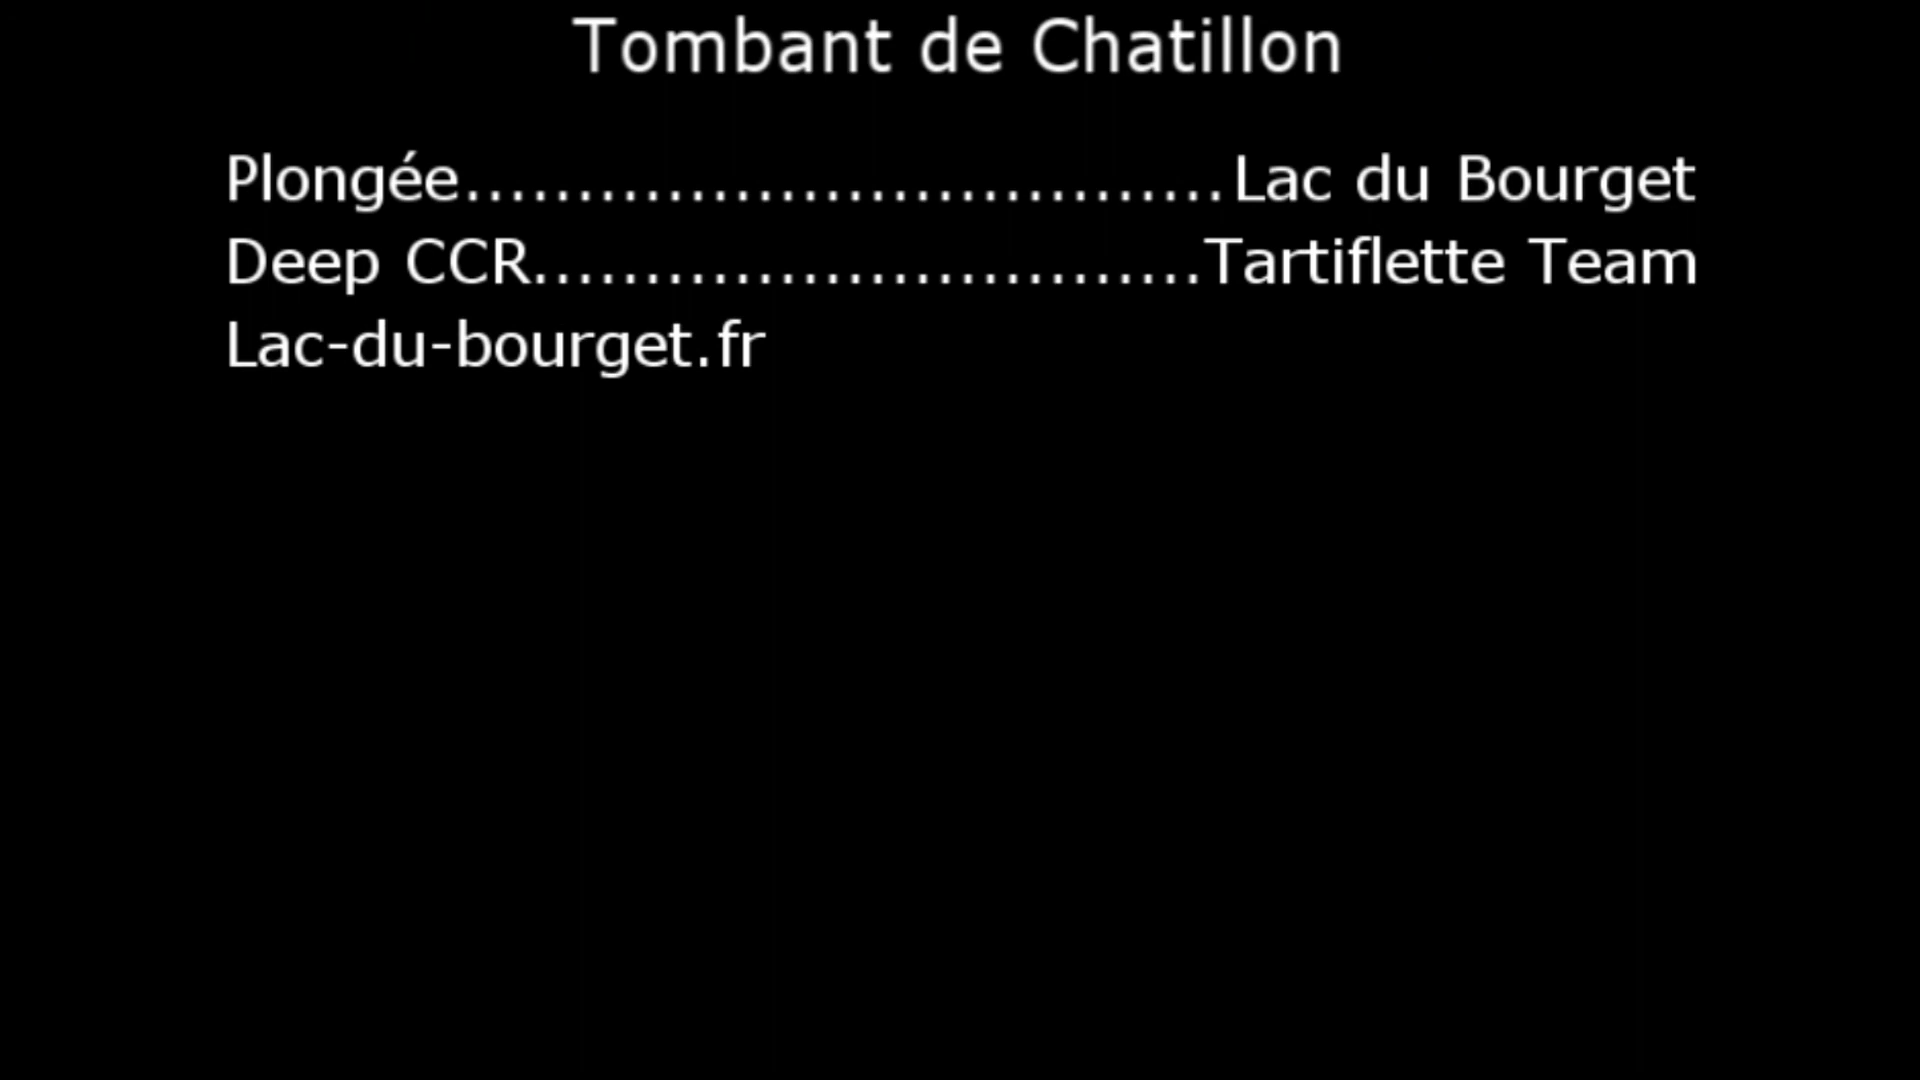 Tombant de Chatillon
Plongée..................................Lac du Bourget
Deep CCR..............................Tartiflette Team
Lac-du-bourget.fr